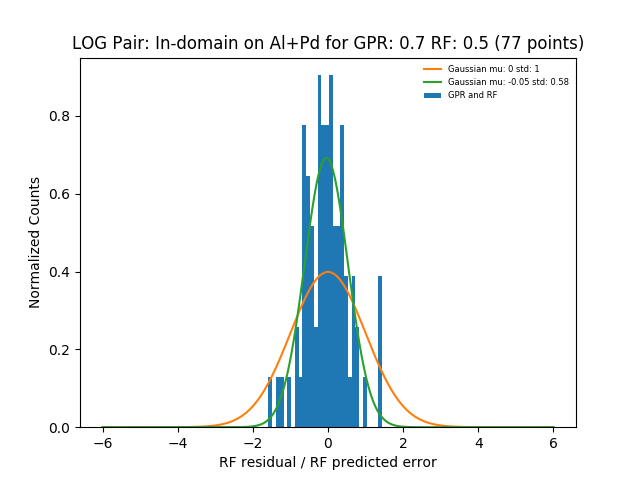 LOG Pair: In-domain on Al+Pd for GPR: 0.7 RF: 0.5 (77 points)
Gaussian mu: 0 std: 1
Gaussian mu: -0.05 std: 0.58
GPR and RF
Normalized Counts
0.8
0.6
0.4
0.2
0.0
−6 −4 −2 0 2 4 6
RF residual / RF predicted error